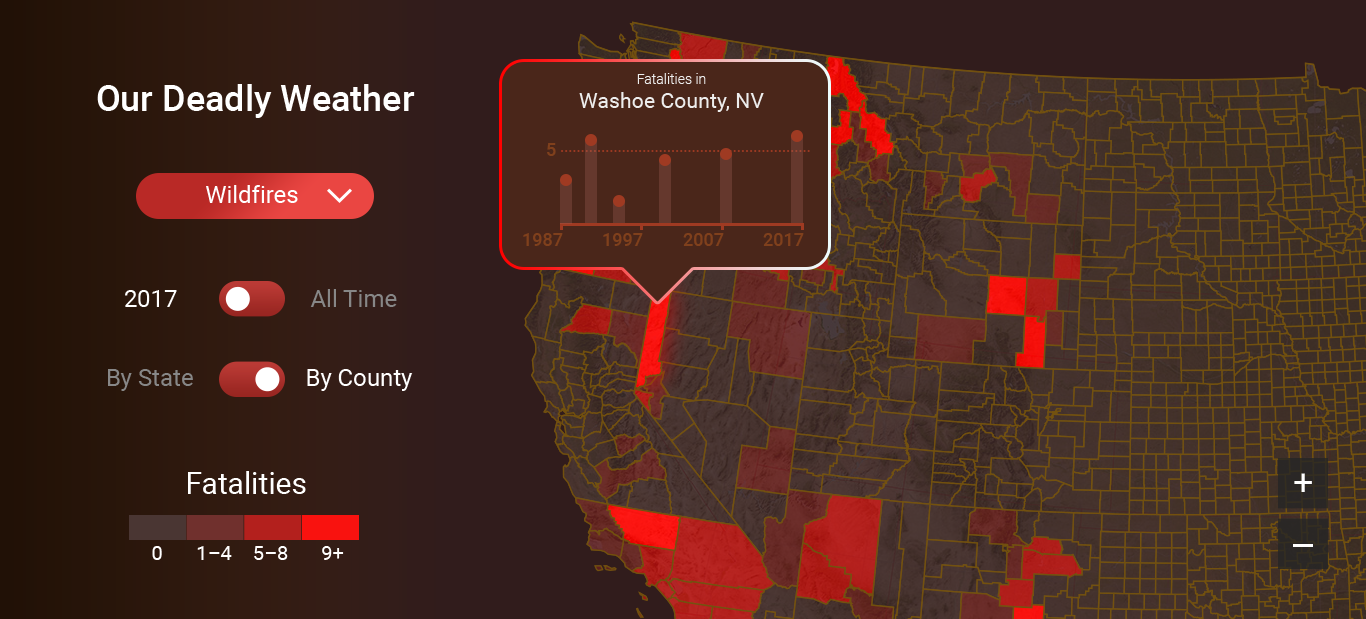 Our Deadly Weather
Wildfires
2017 All Time
By State By County
Fatalities
0 1–4 5–8 9+
Fatalities in
Washoe County, NV
5
1987 1997 2007 2017
+
–